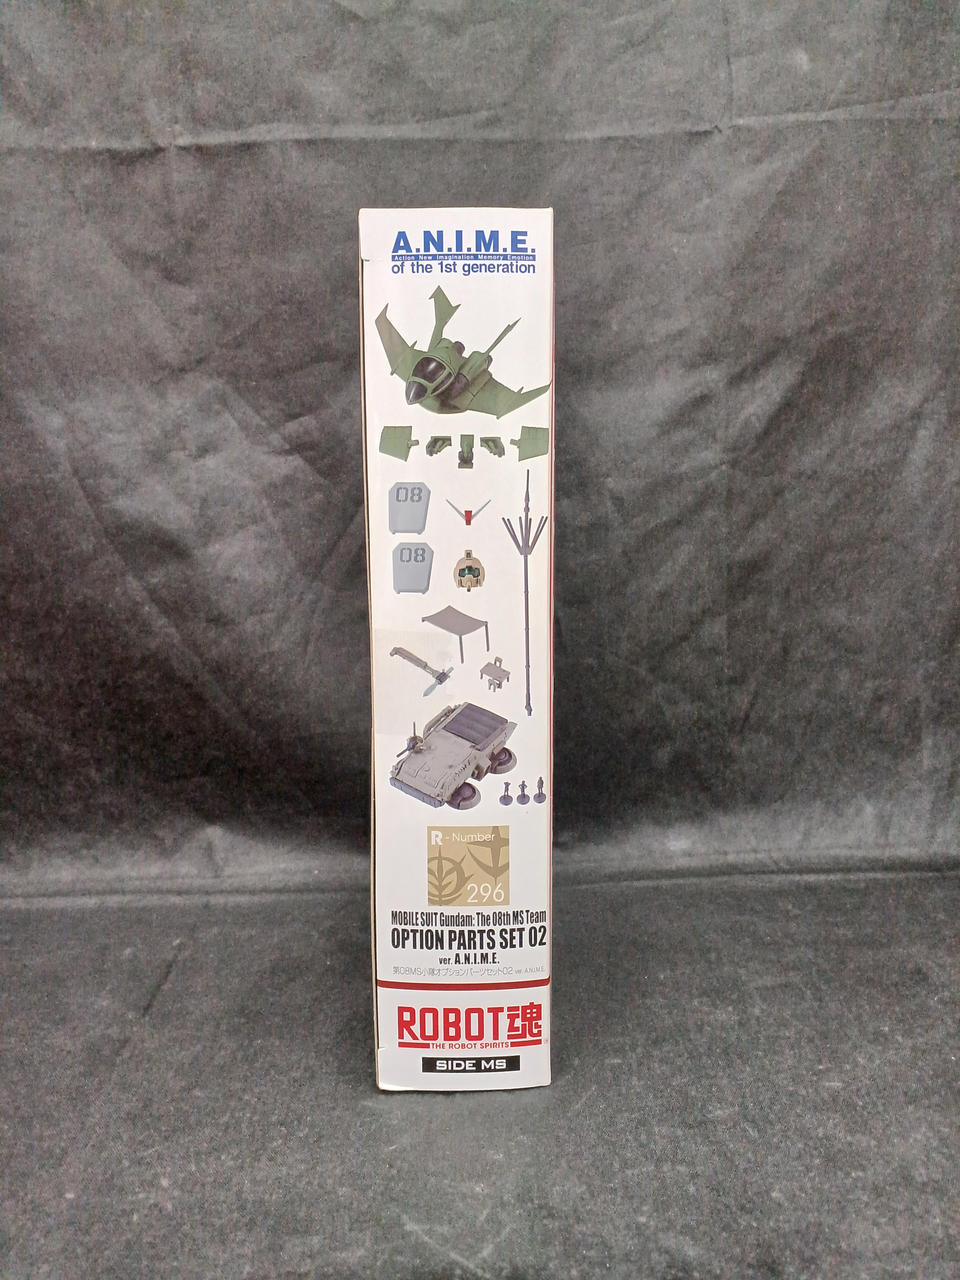 A.N.I.M.E.
Action New Imagination Memory Emotion
of the 1st generation
08
08
R - Number
296
MOBILE SUIT Gundam: The 08th MS Team
OPTION PARTS SET 02
ver. A.N.I.M.E.
第08MS小隊オプションパーツセット02 ver. A.N.I.M.E.
ROBOT魂
THE ROBOT SPIRITS
SIDE MS